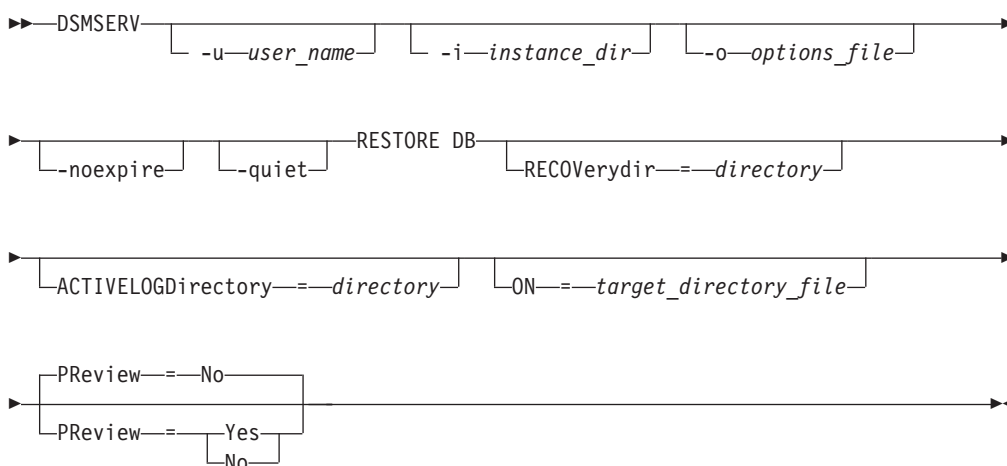 DSMSERV
-u user_name -i instance_dir -o options_file
-noexpire -quiet RESTORE DB
RECOVerydir = directory
ACTIVELOGDirectory = directory ON = target_directory_file
PReview = No
PReview = Yes
No